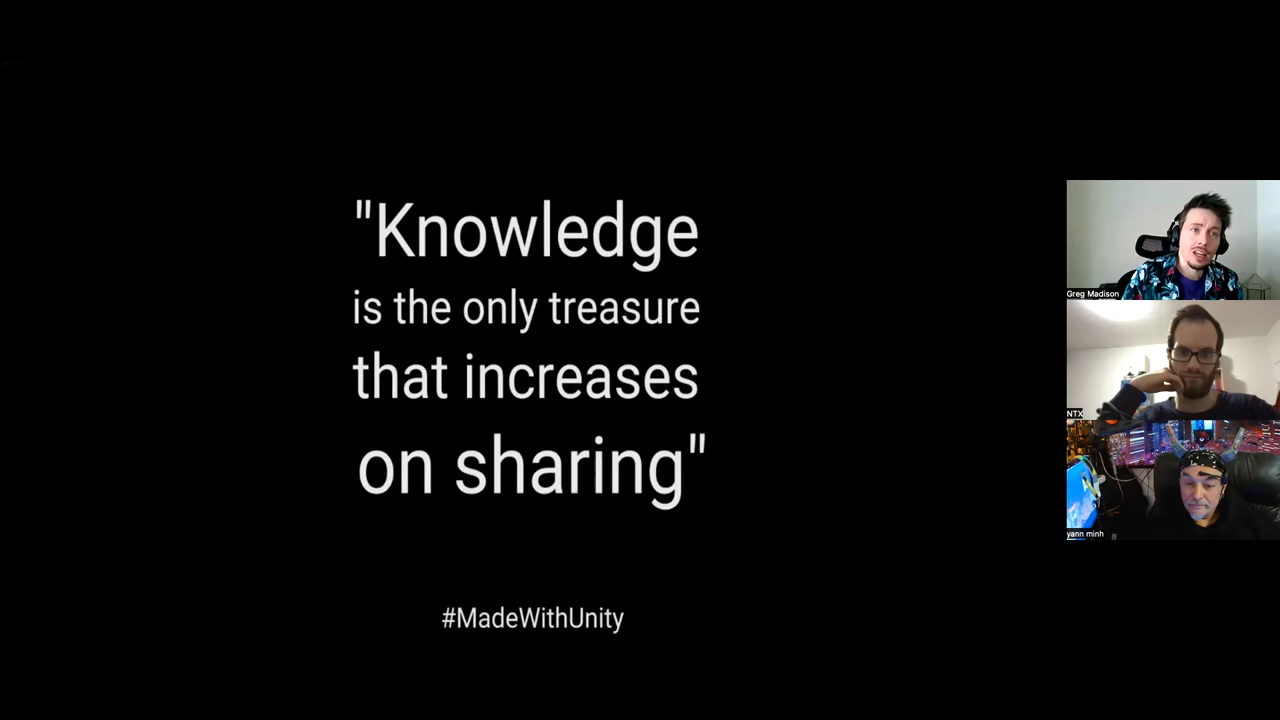 "Knowledge
is the only treasure
that increases
on sharing"
#MadeWithUnity
Greg Madison
NTX
yann minh